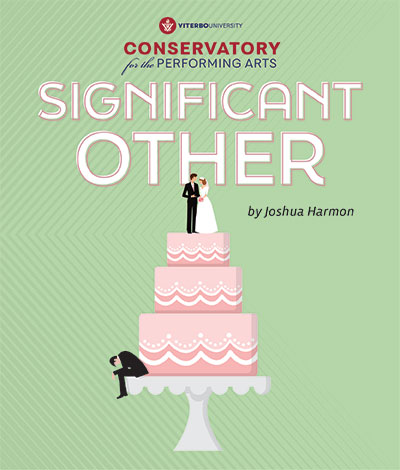 VITERBO UNIVERSITY
CONSERVATORY
for the PERFORMING ARTS
SIGNIFICANT
OTHER
by Joshua Harmon